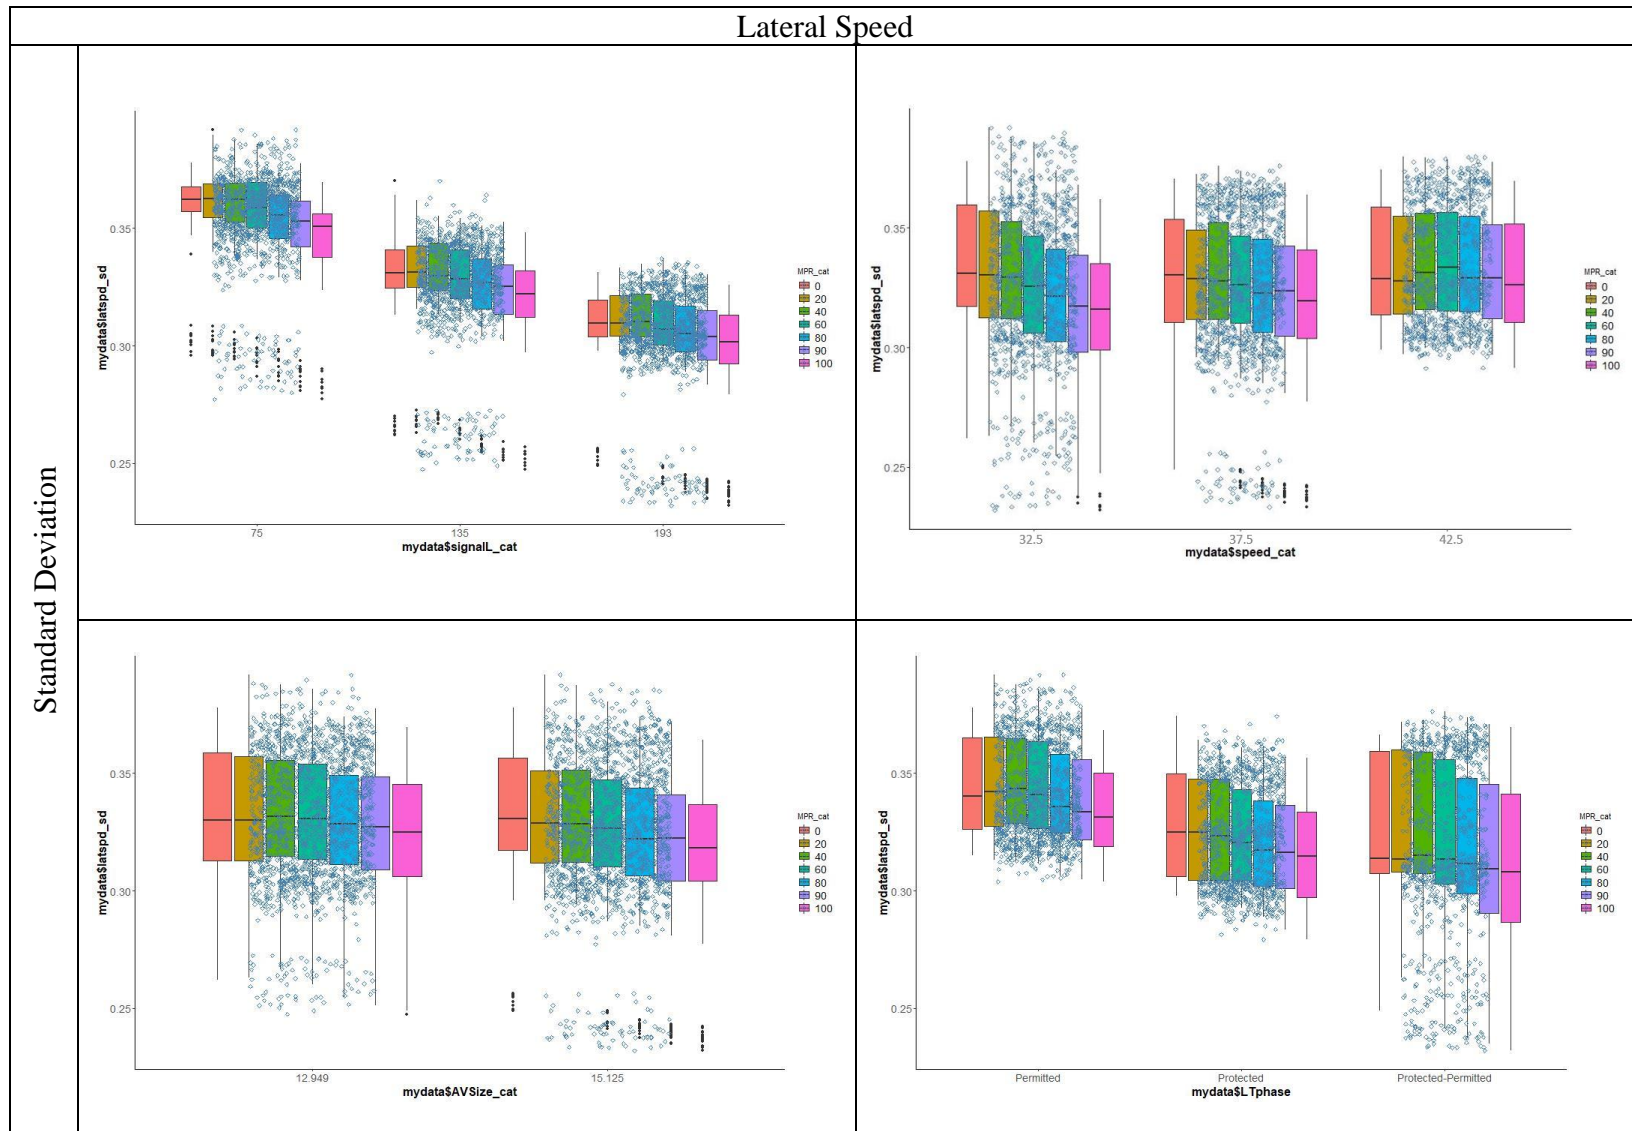 Lateral Speed
Standard Deviation
mydata$latspd_sd
0.35
0.30
0.25
75
135
193
mydata$signalL_cat
MPR_cat
0
20
40
60
80
90
100
mydata$latspd_sd
0.35
0.30
0.25
32.5
37.5
42.5
mydata$speed_cat
MPR_cat
0
20
40
60
80
90
100
mydata$latspd_sd
0.35
0.30
0.25
12.949
15.125
mydata$AVSize_cat
MPR_cat
0
20
40
60
80
90
100
mydata$latspd_sd
0.35
0.30
0.25
Permitted
Protected
Protected-Permitted
mydata$LTphase
MPR_cat
0
20
40
60
80
90
100